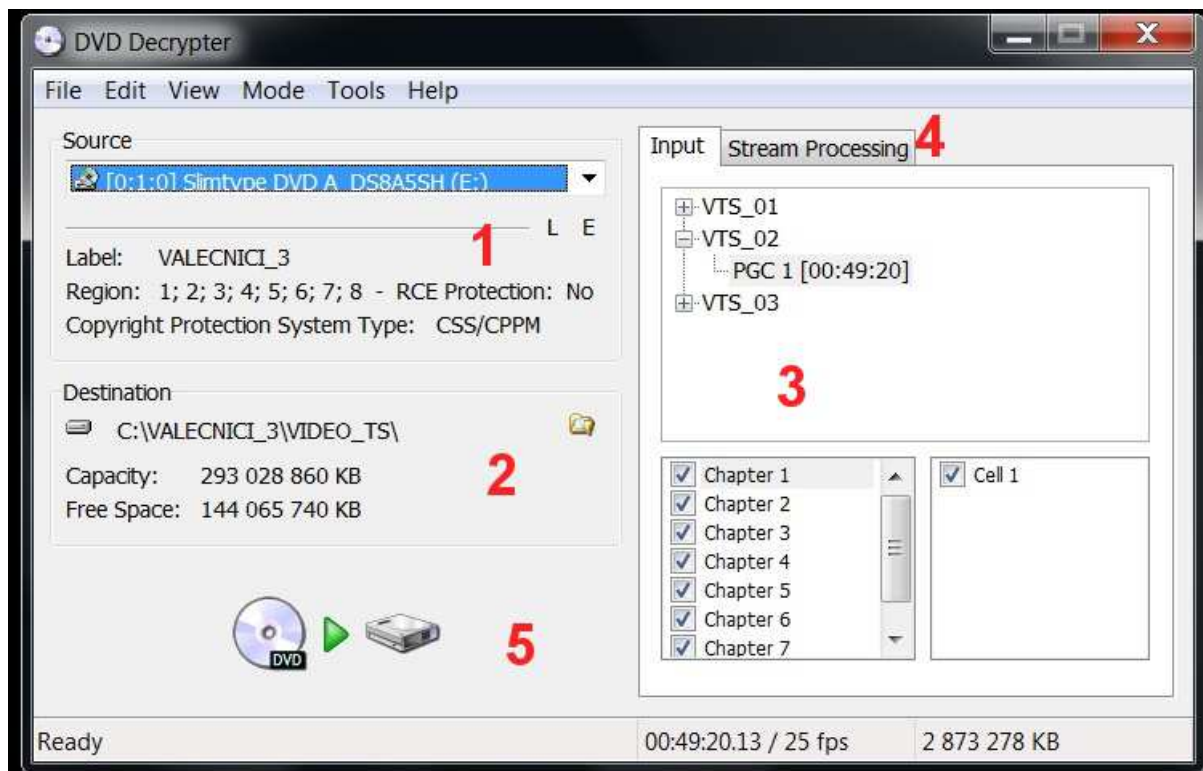 DVD Decrypter
File Edit View Mode Tools Help
Source
[0:1:0] Slimtype DVD A DS8A5SH (E:)
L E
1
Label: VALECNICI_3
Region: 1; 2; 3; 4; 5; 6; 7; 8 - RCE Protection: No
Copyright Protection System Type: CSS/CPPM
Destination
C:\VALECNICI_3\VIDEO_TS\
Capacity: 293 028 860 KB
Free Space: 144 065 740 KB
2
DVD
5
Input Stream Processing 4
VTS_01
VTS_02
PGC 1 [00:49:20]
VTS_03
3
Chapter 1
Chapter 2
Chapter 3
Chapter 4
Chapter 5
Chapter 6
Chapter 7
Cell 1
Ready 00:49:20.13 / 25 fps 2 873 278 KB